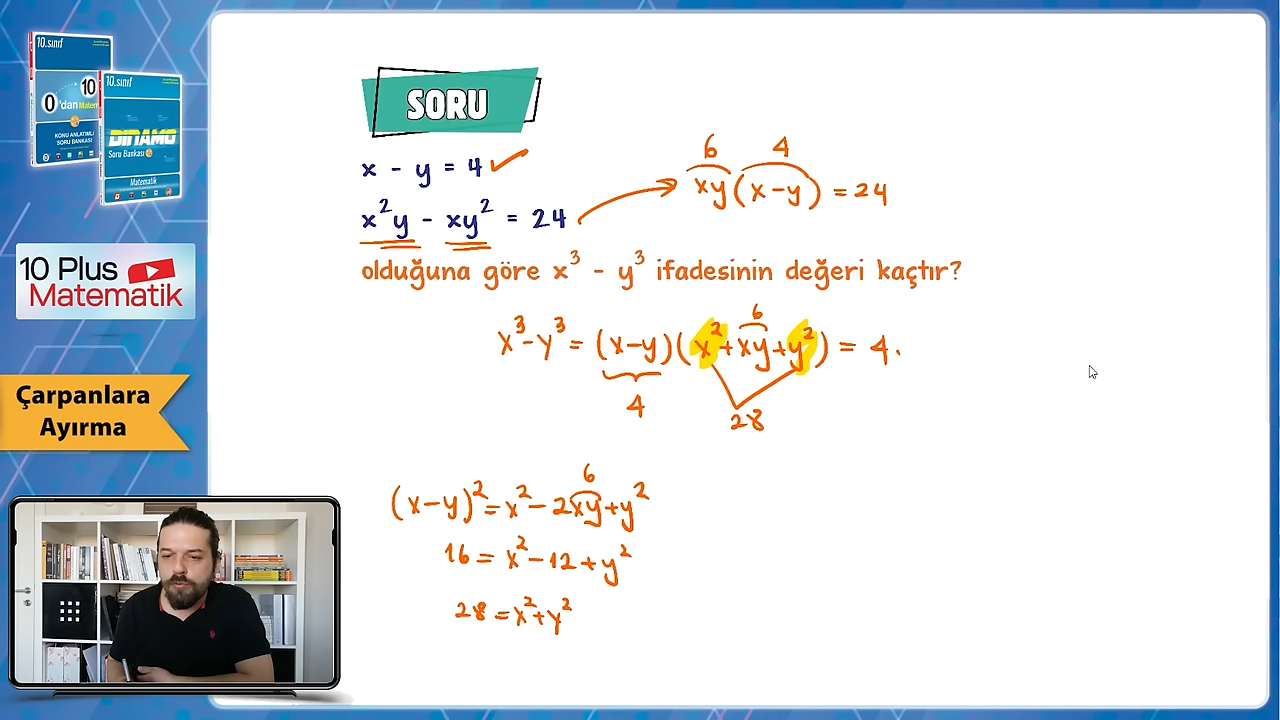 10.sınıf
0'dan 10
KONU ANLATIMLI
SORU BANKASI
10.sınıf
DİNAMO
Soru Bankası
Matematik
10 Plus
Matematik
Çarpanlara
Ayırma
SORU
x - y = 4 ✓
x²y - xy² = 24
6 4
xy(x-y) = 24
olduğuna göre x³ - y³ ifadesinin değeri kaçtır?
6
x³-y³ = (x-y)(x²+xy+y²) = 4.
4
28
6
(x-y)² = x² - 2xy + y²
16 = x² - 12 + y²
28 = x² + y²